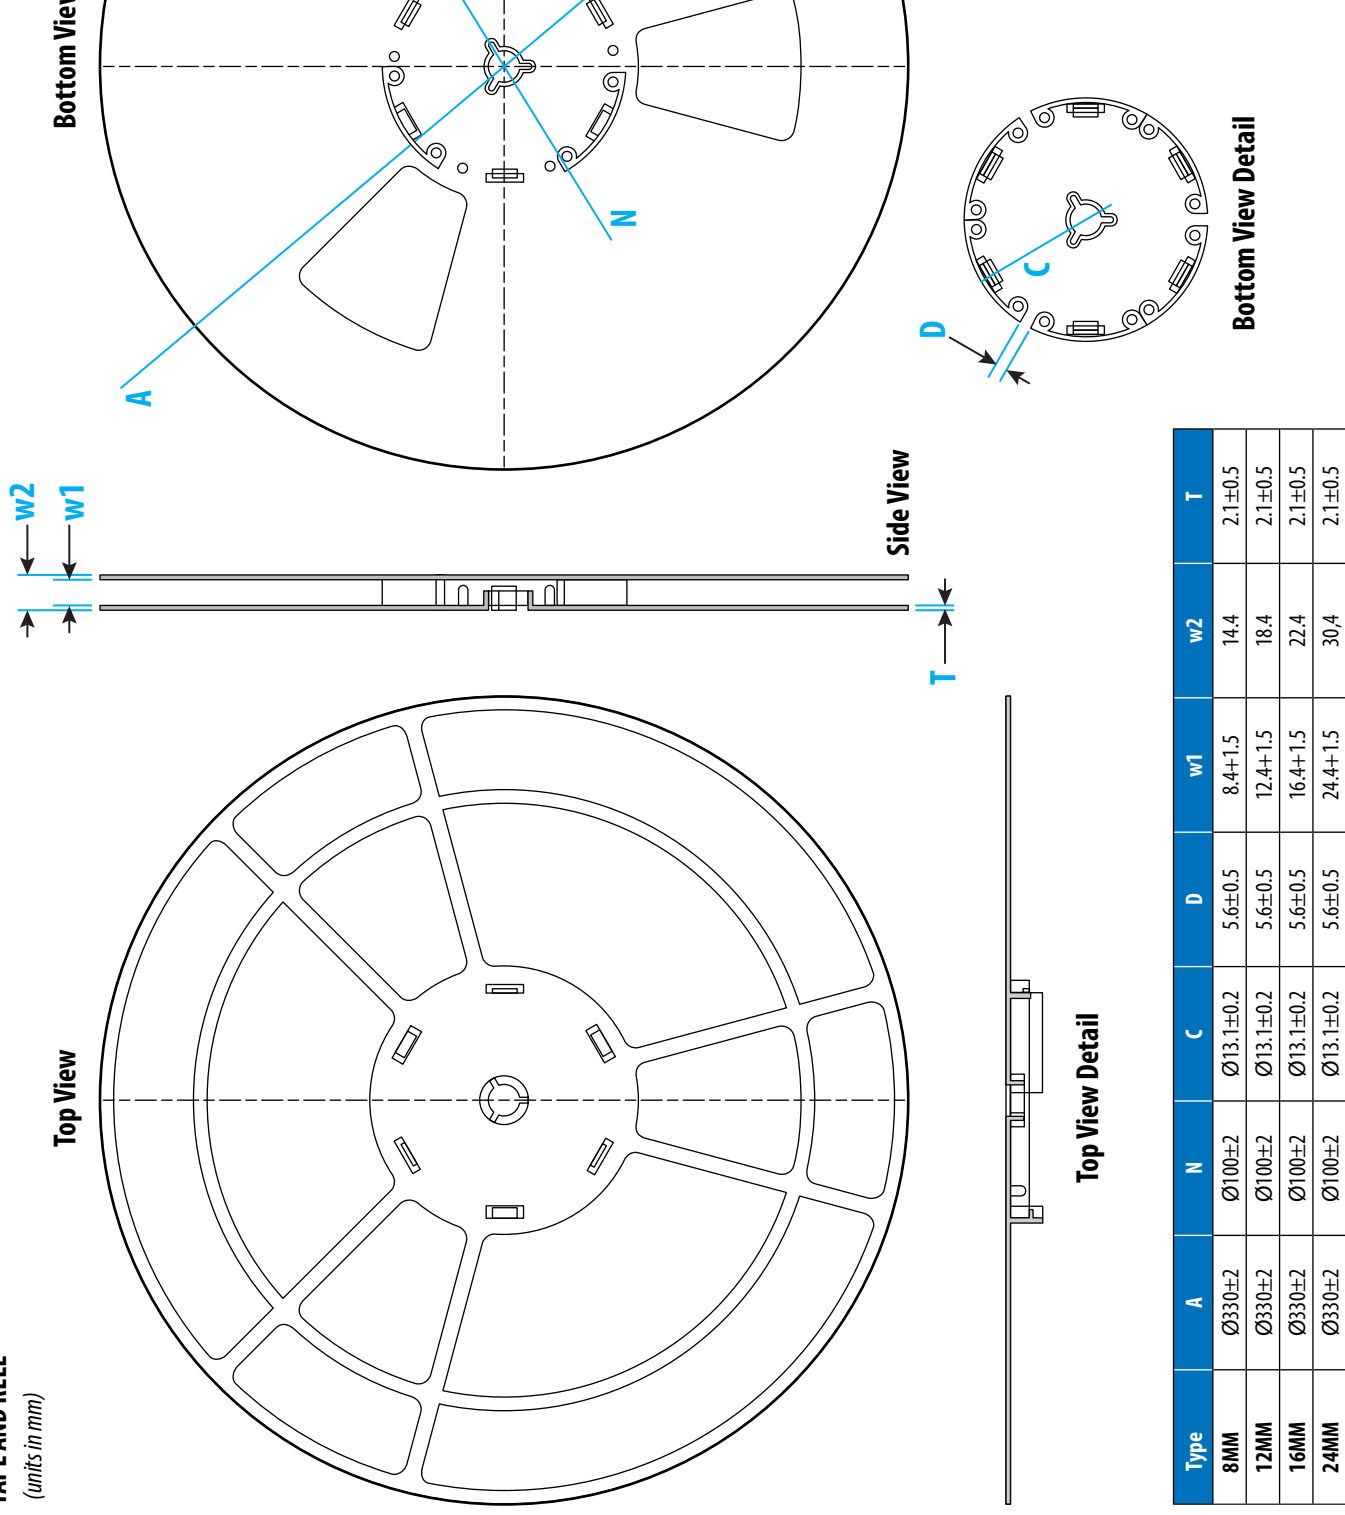 TAPE AND REEL
(units in mm)
Top View
Bottom View
w2
w1
A
N
T
Side View
D
C
Bottom View Detail
Top View Detail
Type A N C D w1 w2 T
8MM Ø330±2 Ø100±2 Ø13.1±0.2 5.6±0.5 8.4+1.5 14.4 2.1±0.5
12MM Ø330±2 Ø100±2 Ø13.1±0.2 5.6±0.5 12.4+1.5 18.4 2.1±0.5
16MM Ø330±2 Ø100±2 Ø13.1±0.2 5.6±0.5 16.4+1.5 22.4 2.1±0.5
24MM Ø330±2 Ø100±2 Ø13.1±0.2 5.6±0.5 24.4+1.5 30,4 2.1±0.5